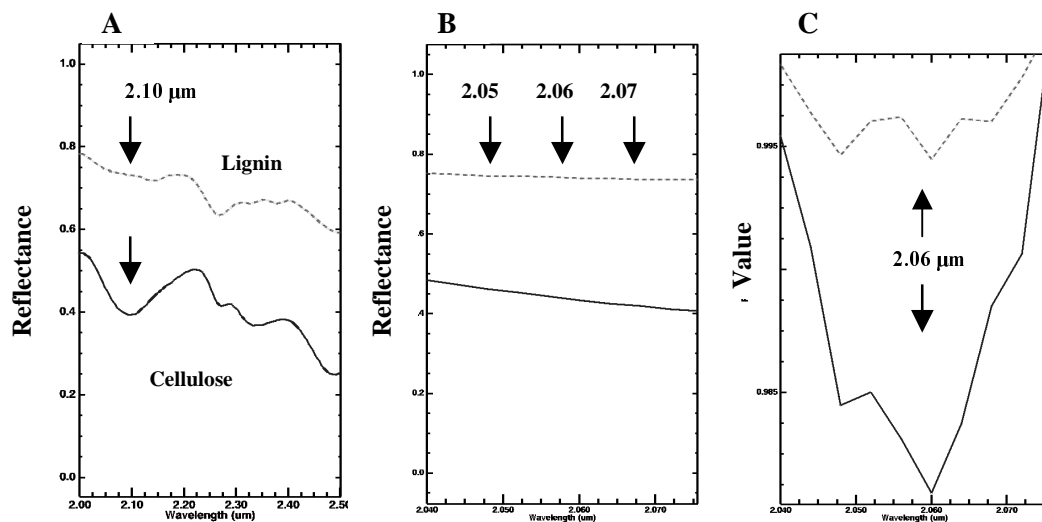 A
2.10 µm
Lignin
Cellulose
Reflectance
1.0
0.8
0.6
0.4
0.2
0.0
2.00 2.10 2.20 2.30 2.40 2.50
Wavelength (um)
B
2.05 2.06 2.07
Reflectance
1.0
.8
.6
.4
.2
0.0
2.040 2.050 2.060 2.070
Wavelength (um)
C
2.06 µm
Value
0.995
0.985
2.040 2.050 2.060 2.070
Wavelength (um)